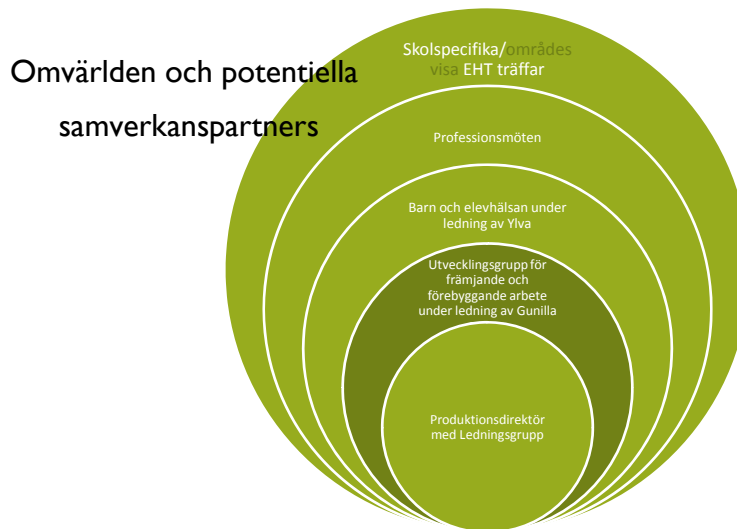 Omvärlden och potentiella
samverkanspartners
Skolspecifika/områdes
visa EHT träffar
Professionsmöten
Barn och elevhälsan under
ledning av Ylva
Utvecklingsgrupp för
främjande och
förebyggande arbete
under ledning av Gunilla
Produktionsdirektör
med Ledningsgrupp